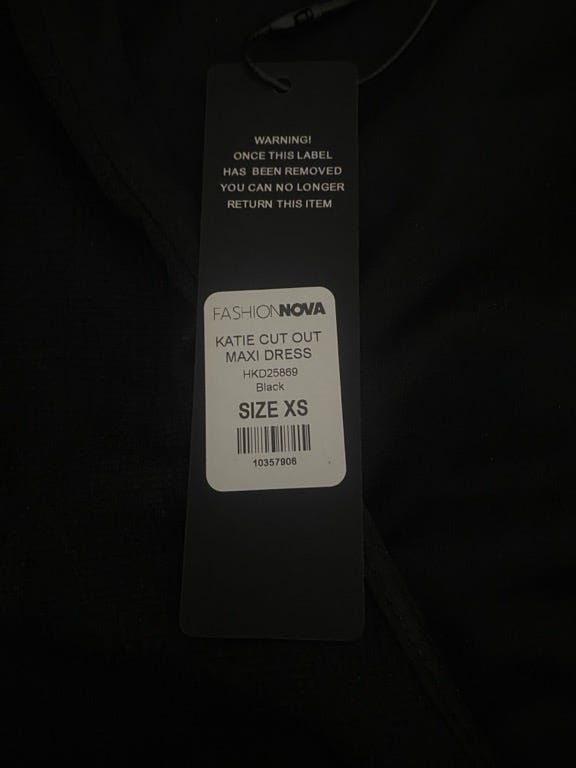 WARNING!
ONCE THIS LABEL
HAS BEEN REMOVED
YOU CAN NO LONGER
RETURN THIS ITEM
FASHIONNOVA
KATIE CUT OUT
MAXI DRESS
HKD25869
Black
SIZE XS
10357906